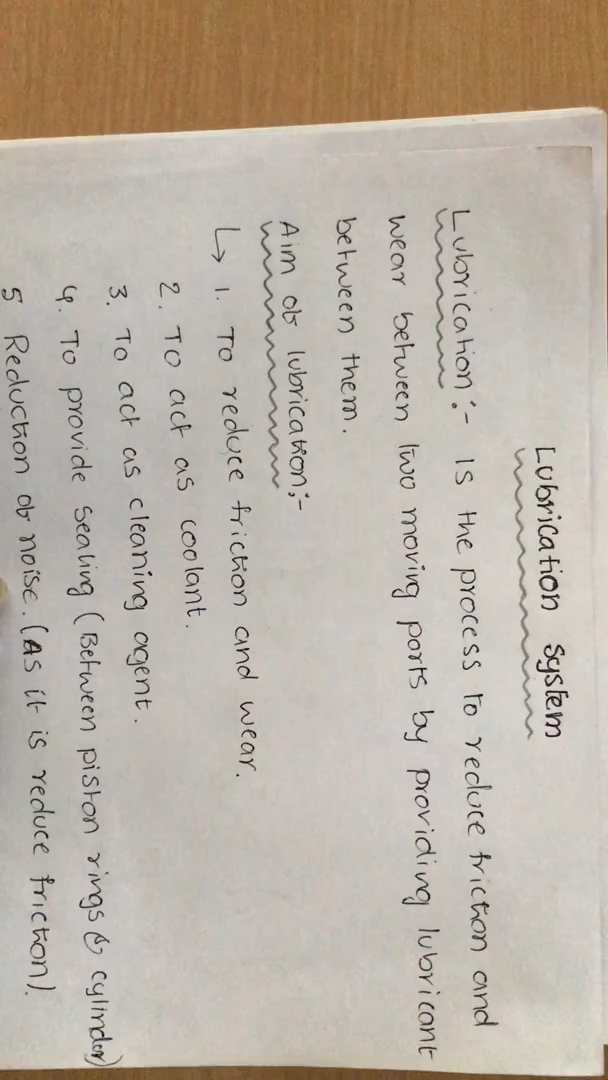 Lubrication System
Lubrication :- Is the process to reduce friction and
wear between two moving parts by providing lubricant
between them.
Aim of lubrication:-
↳ 1. To reduce friction and wear.
2. To act as coolant.
3. To act as cleaning agent.
4. To provide sealing (Between piston rings & cylinder)
5 Reduction of noise. (As it is reduce friction).